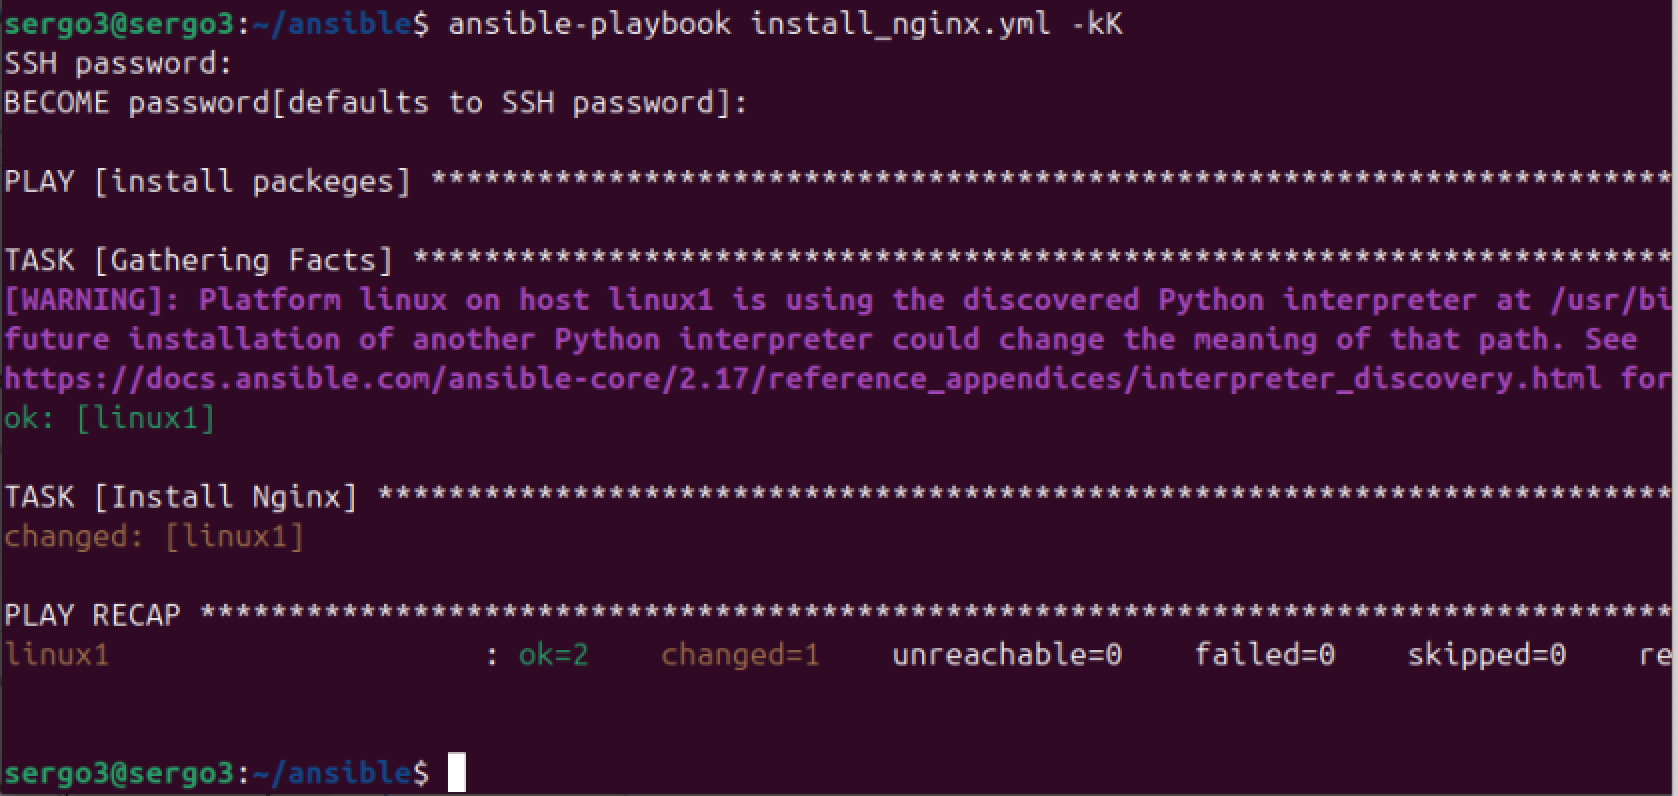 sergo3@sergo3:~/ansible$ ansible-playbook install_nginx.yml -kK
SSH password:
BECOME password[defaults to SSH password]:
PLAY [install packeges] **********************************************************************
TASK [Gathering Facts] ***********************************************************************
[WARNING]: Platform linux on host linux1 is using the discovered Python interpreter at /usr/bi
future installation of another Python interpreter could change the meaning of that path. See
https://docs.ansible.com/ansible-core/2.17/reference_appendices/interpreter_discovery.html for
ok: [linux1]
TASK [Install Nginx] *************************************************************************
changed: [linux1]
PLAY RECAP ***********************************************************************************
linux1 : ok=2 changed=1 unreachable=0 failed=0 skipped=0 re
sergo3@sergo3:~/ansible$